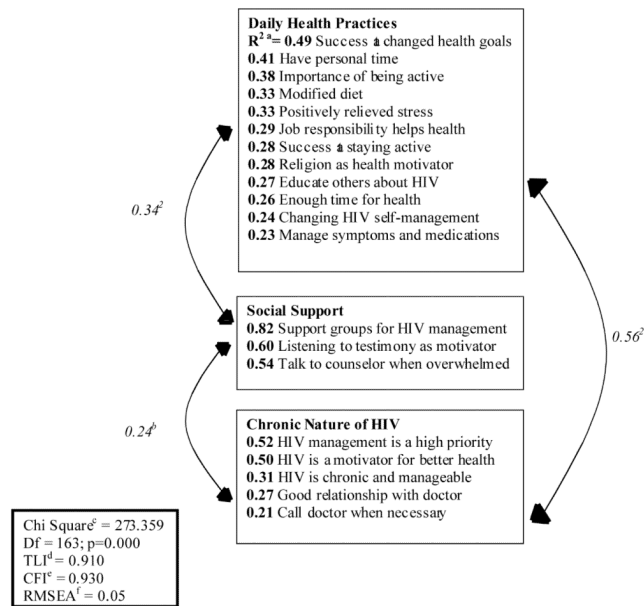 Daily Health Practices
R² ᵃ= 0.49 Success a changed health goals
0.41 Have personal time
0.38 Importance of being active
0.33 Modified diet
0.33 Positively relieved stress
0.29 Job responsibility helps health
0.28 Success a staying active
0.28 Religion as health motivator
0.27 Educate others about HIV
0.26 Enough time for health
0.24 Changing HIV self-management
0.23 Manage symptoms and medications
0.34²
Social Support
0.82 Support groups for HIV management
0.60 Listening to testimony as motivator
0.54 Talk to counselor when overwhelmed
0.56²
0.24ᵇ
Chronic Nature of HIV
0.52 HIV management is a high priority
0.50 HIV is a motivator for better health
0.31 HIV is chronic and manageable
0.27 Good relationship with doctor
0.21 Call doctor when necessary
Chi Squareᶜ = 273.359
Df = 163; p=0.000
TLIᵈ = 0.910
CFIᵉ = 0.930
RMSEAᶠ = 0.05